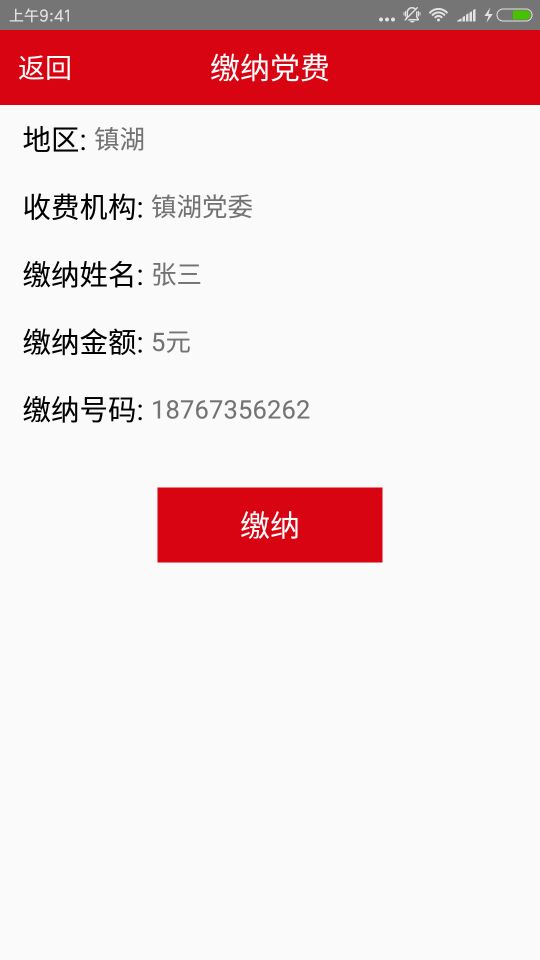 上午9:41
返回 缴纳党费
地区: 镇湖
收费机构: 镇湖党委
缴纳姓名: 张三
缴纳金额: 5元
缴纳号码: 18767356262
缴纳